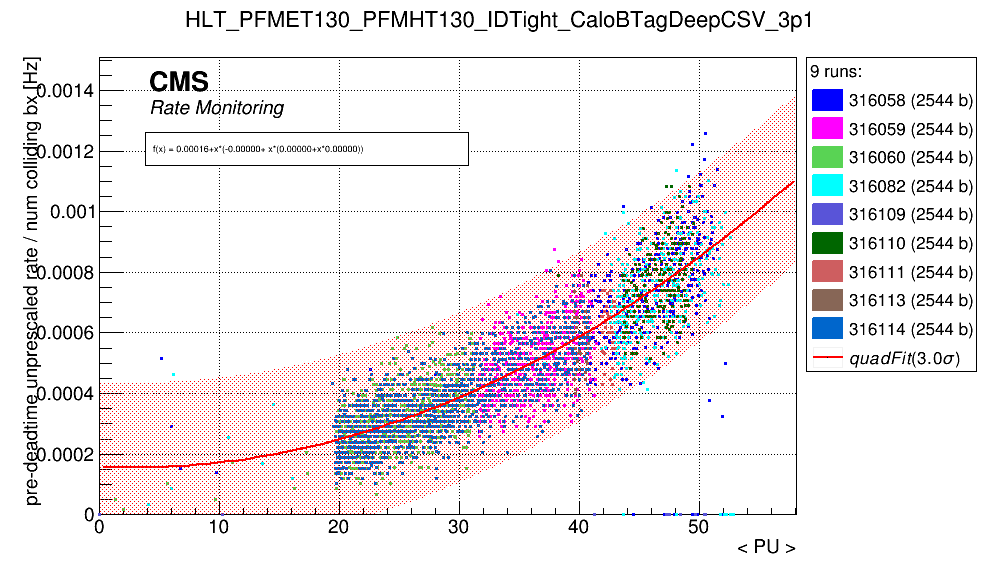 HLT_PFMET130_PFMHT130_IDTight_CaloBTagDeepCSV_3p1
pre-deadtime unprescaled rate / num colliding bx [Hz]
0.0014
0.0012
0.001
0.0008
0.0006
0.0004
0.0002
0
CMS
Rate Monitoring
f(x) = 0.00016+x*(-0.00000+ x*(0.00000+x*0.00000))
0 10 20 30 40 50
< PU >
9 runs:
316058 (2544 b)
316059 (2544 b)
316060 (2544 b)
316082 (2544 b)
316109 (2544 b)
316110 (2544 b)
316111 (2544 b)
316113 (2544 b)
316114 (2544 b)
quadFit(3.0σ)